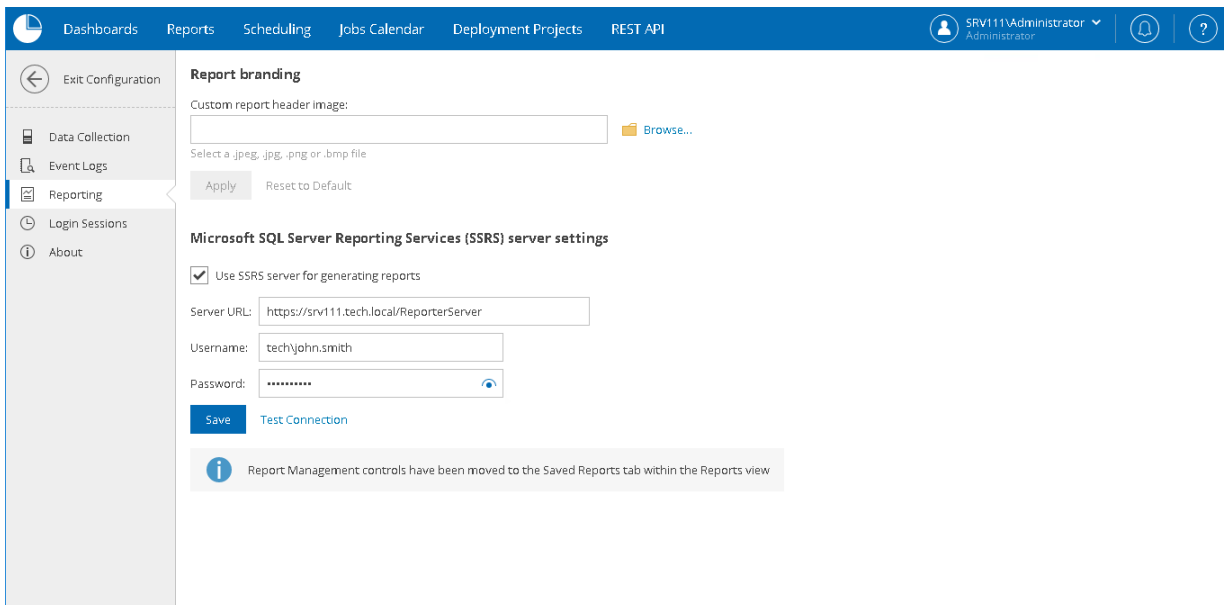 Dashboards Reports Scheduling Jobs Calendar Deployment Projects REST API SRV111\Administrator
Administrator
?
Exit Configuration
Data Collection
Event Logs
Reporting
Login Sessions
About
Report branding
Custom report header image:
Browse...
Select a .jpeg, .jpg, .png or .bmp file
Apply Reset to Default
Microsoft SQL Server Reporting Services (SSRS) server settings
Use SSRS server for generating reports
Server URL: https://srv111.tech.local/ReporterServer
Username: tech\john.smith
Password: ••••••••••
Save Test Connection
Report Management controls have been moved to the Saved Reports tab within the Reports view